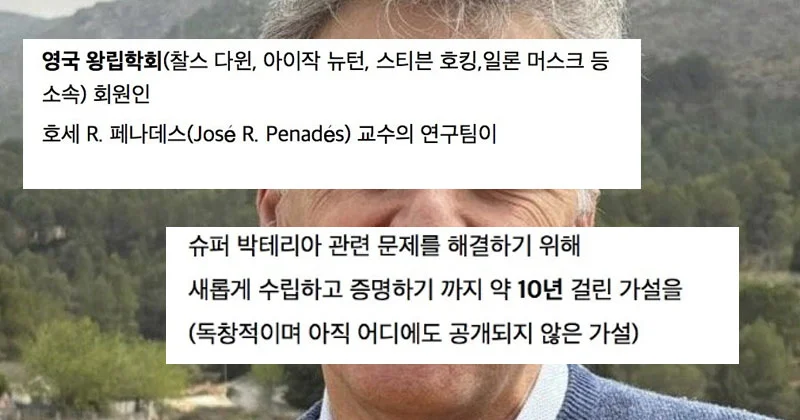 영국 왕립학회(찰스 다윈, 아이작 뉴턴, 스티븐 호킹,일론 머스크 등
소속) 회원인
호세 R. 페나데스(José R. Penadés) 교수의 연구팀이
슈퍼 박테리아 관련 문제를 해결하기 위해
새롭게 수립하고 증명하기 까지 약 10년 걸린 가설을
(독창적이며 아직 어디에도 공개되지 않은 가설)